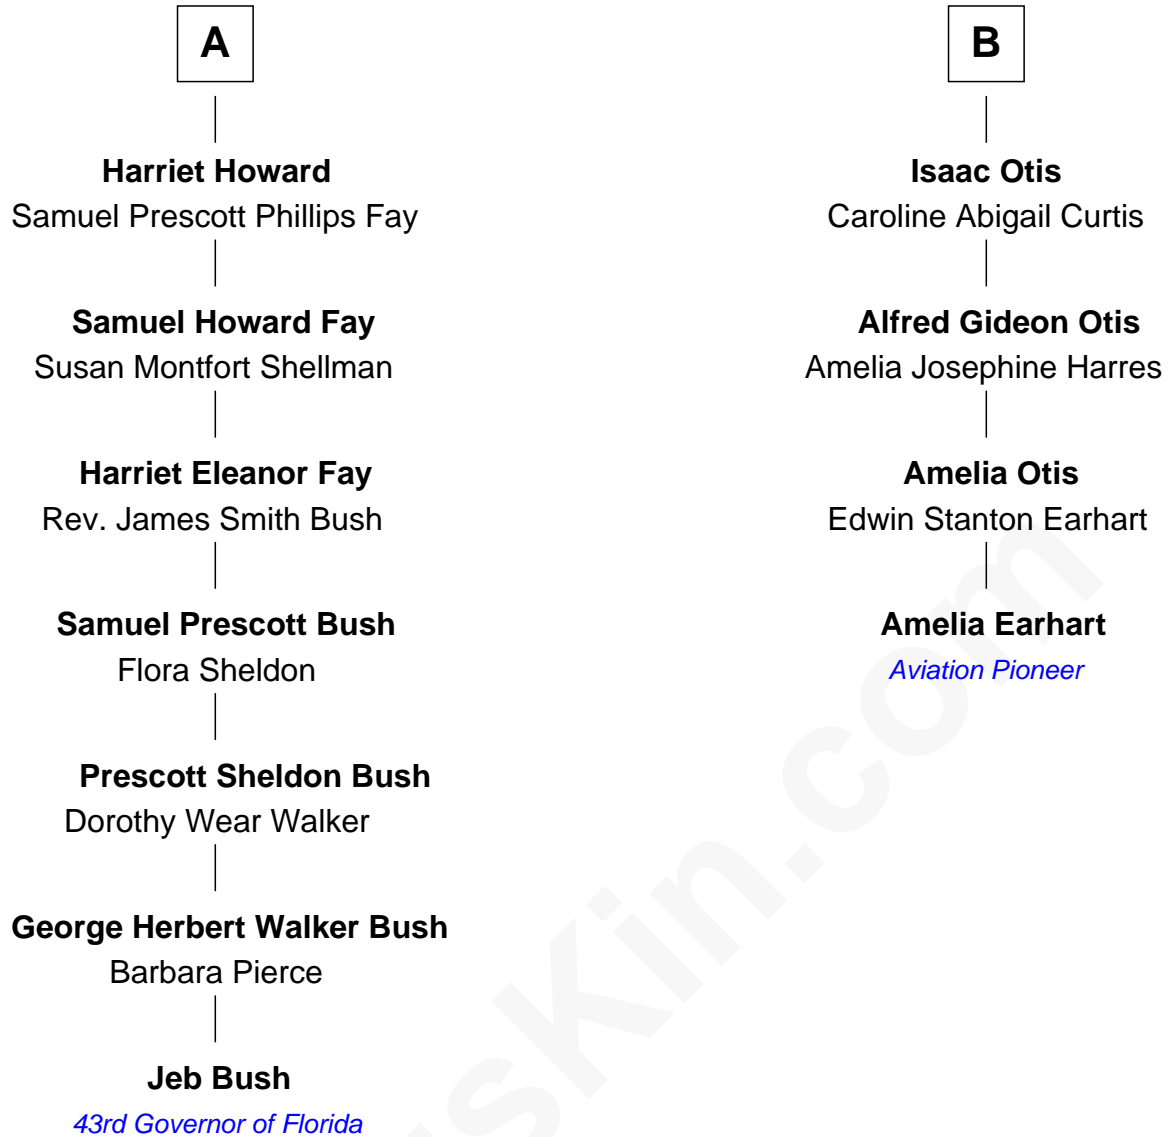 A
Harriet Howard
Samuel Prescott Phillips Fay
Samuel Howard Fay
Susan Montfort Shellman
Harriet Eleanor Fay
Rev. James Smith Bush
Samuel Prescott Bush
Flora Sheldon
Prescott Sheldon Bush
Dorothy Wear Walker
George Herbert Walker Bush
Barbara Pierce
Jeb Bush
43rd Governor of Florida
B
Isaac Otis
Caroline Abigail Curtis
Alfred Gideon Otis
Amelia Josephine Harres
Amelia Otis
Edwin Stanton Earhart
Amelia Earhart
Aviation Pioneer
usKin.com